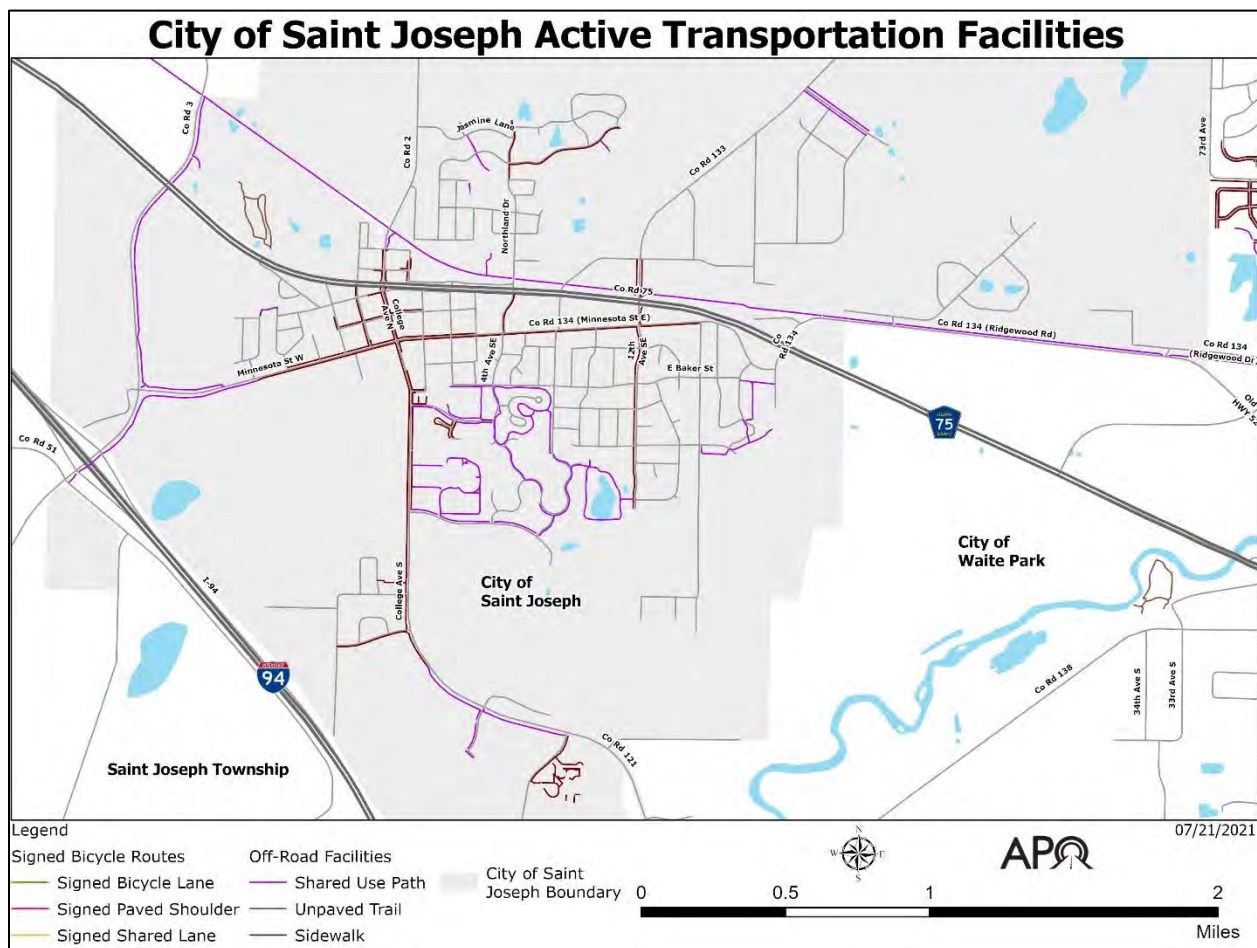 City of Saint Joseph Active Transportation Facilities
Co Rd 3
Co Rd 2
Jasmine Lane
Northland Dr
Co Rd 133
73rd Ave
Co Rd 75
College
Ave N
Co Rd 134 (Minnesota St E)
Co Rd 134 (Ridgewood Rd)
Co Rd 134
(Ridgewood Dr)
Co
Rd 134
Minnesota St W
4th Ave SE
12th
Ave SE
E Baker St
Old
HWY 52
75
Co Rd 51
City of
Waite Park
City of
Saint Joseph
College Ave S
I-94
94
Co Rd 138
34th Ave S
33rd Ave S
Co Rd 121
Saint Joseph Township
07/21/2021
Legend
Signed Bicycle Routes
Signed Bicycle Lane
Signed Paved Shoulder
Signed Shared Lane
Off-Road Facilities
Shared Use Path
Unpaved Trail
Sidewalk
City of Saint
Joseph Boundary
N
W E
S
APO
0 0.5 1 2
Miles